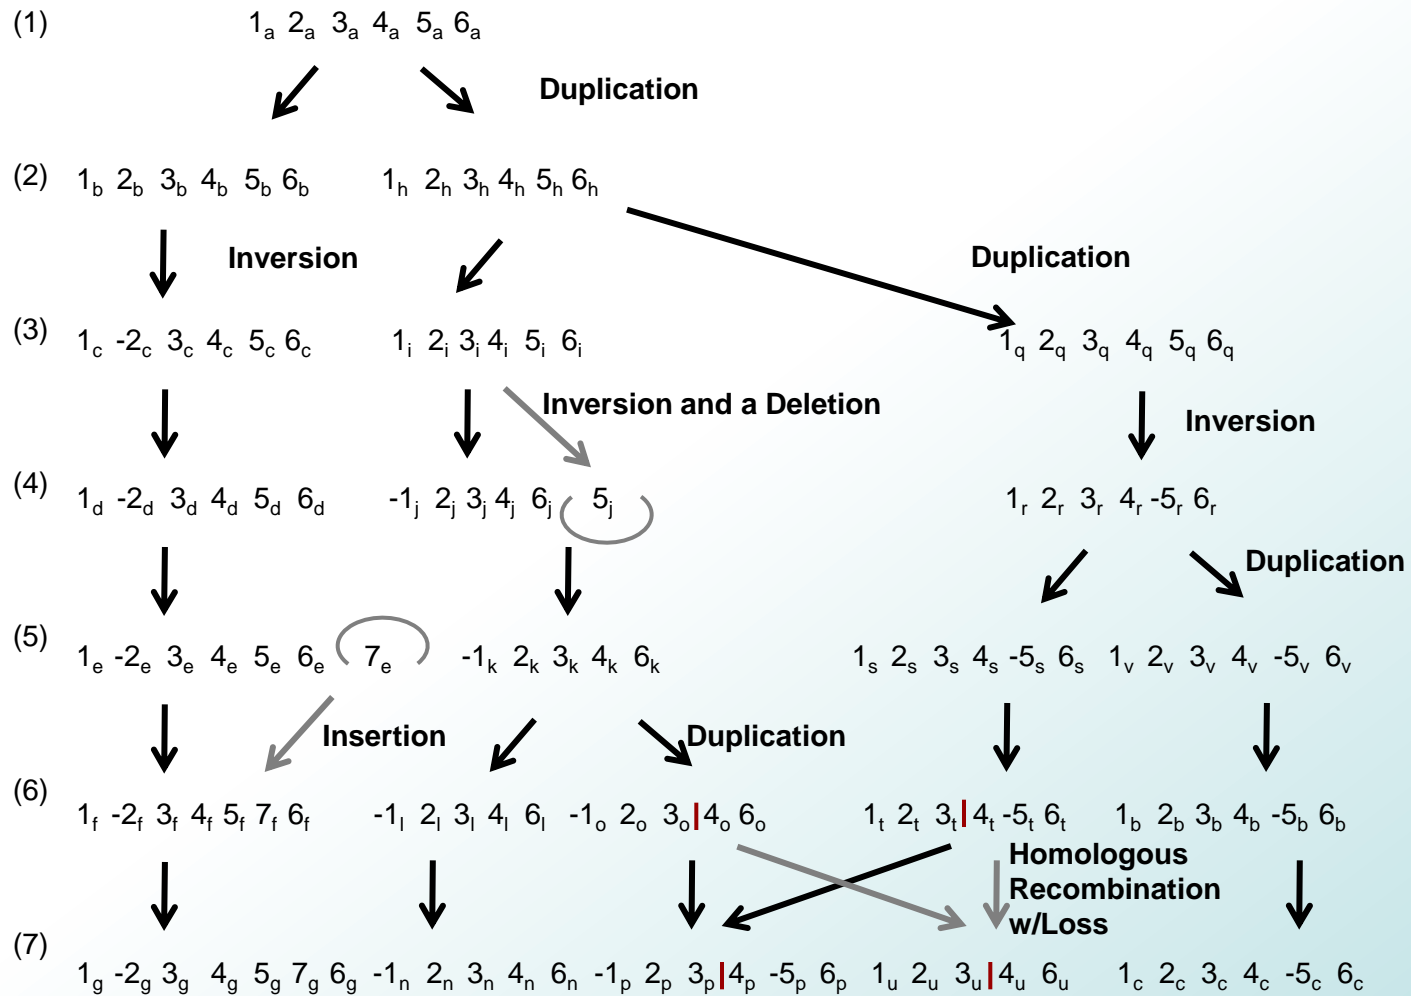 (1) 1a 2a 3a 4a 5a 6a
Duplication
(2) 1b 2b 3b 4b 5b 6b 1h 2h 3h 4h 5h 6h
Inversion Duplication
(3) 1c -2c 3c 4c 5c 6c 1i 2i 3i 4i 5i 6i 1q 2q 3q 4q 5q 6q
Inversion and a Deletion Inversion
(4) 1d -2d 3d 4d 5d 6d -1j 2j 3j 4j 6j 5j 1r 2r 3r 4r -5r 6r
Duplication
(5) 1e -2e 3e 4e 5e 6e 7e -1k 2k 3k 4k 6k 1s 2s 3s 4s -5s 6s 1v 2v 3v 4v -5v 6v
Insertion Duplication
(6) 1f -2f 3f 4f 5f 7f 6f -1l 2l 3l 4l 6l -1o 2o 3o | 4o 6o 1t 2t 3t | 4t -5t 6t 1b 2b 3b 4b -5b 6b
Homologous
Recombination
w/Loss
(7) 1g -2g 3g 4g 5g 7g 6g -1n 2n 3n 4n 6n -1p 2p 3p | 4p -5p 6p 1u 2u 3u | 4u 6u 1c 2c 3c 4c -5c 6c